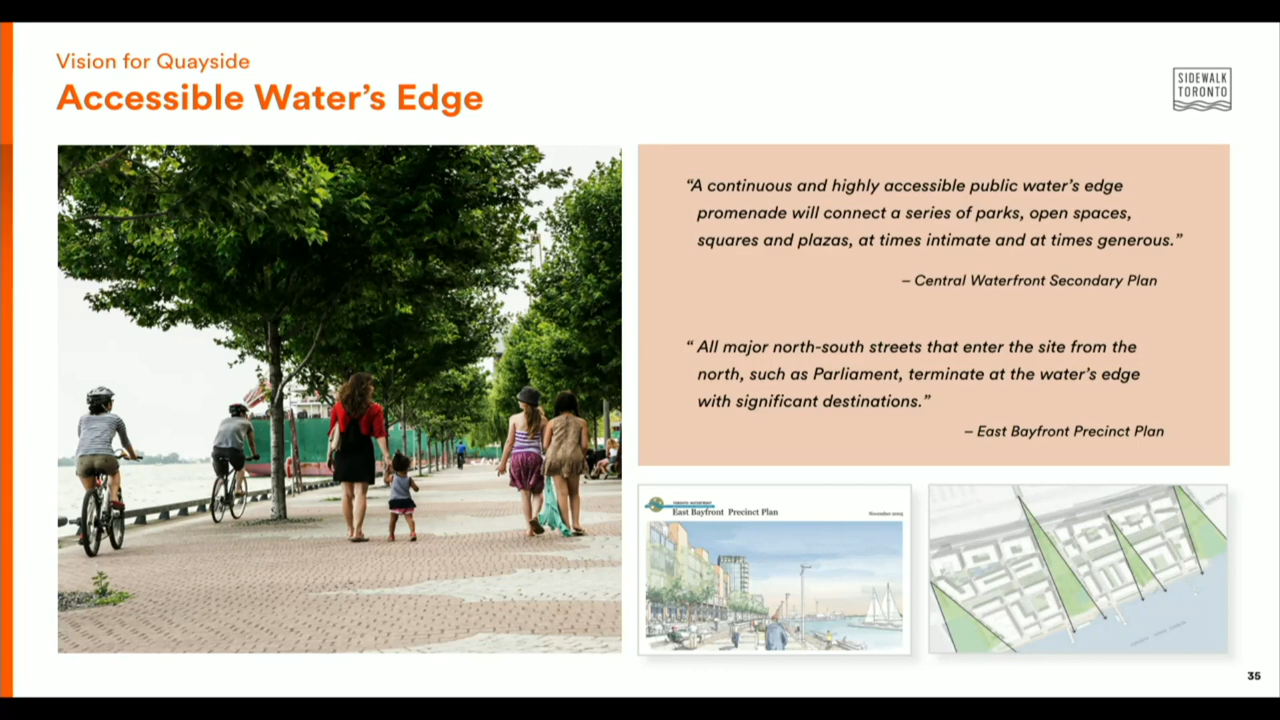 Vision for Quayside
Accessible Water's Edge
SIDEWALK
TORONTO
“A continuous and highly accessible public water's edge
promenade will connect a series of parks, open spaces,
squares and plazas, at times intimate and at times generous.”
– Central Waterfront Secondary Plan
“ All major north-south streets that enter the site from the
north, such as Parliament, terminate at the water's edge
with significant destinations.”
– East Bayfront Precinct Plan
TORONTO WATERFRONT
East Bayfront Precinct Plan
35